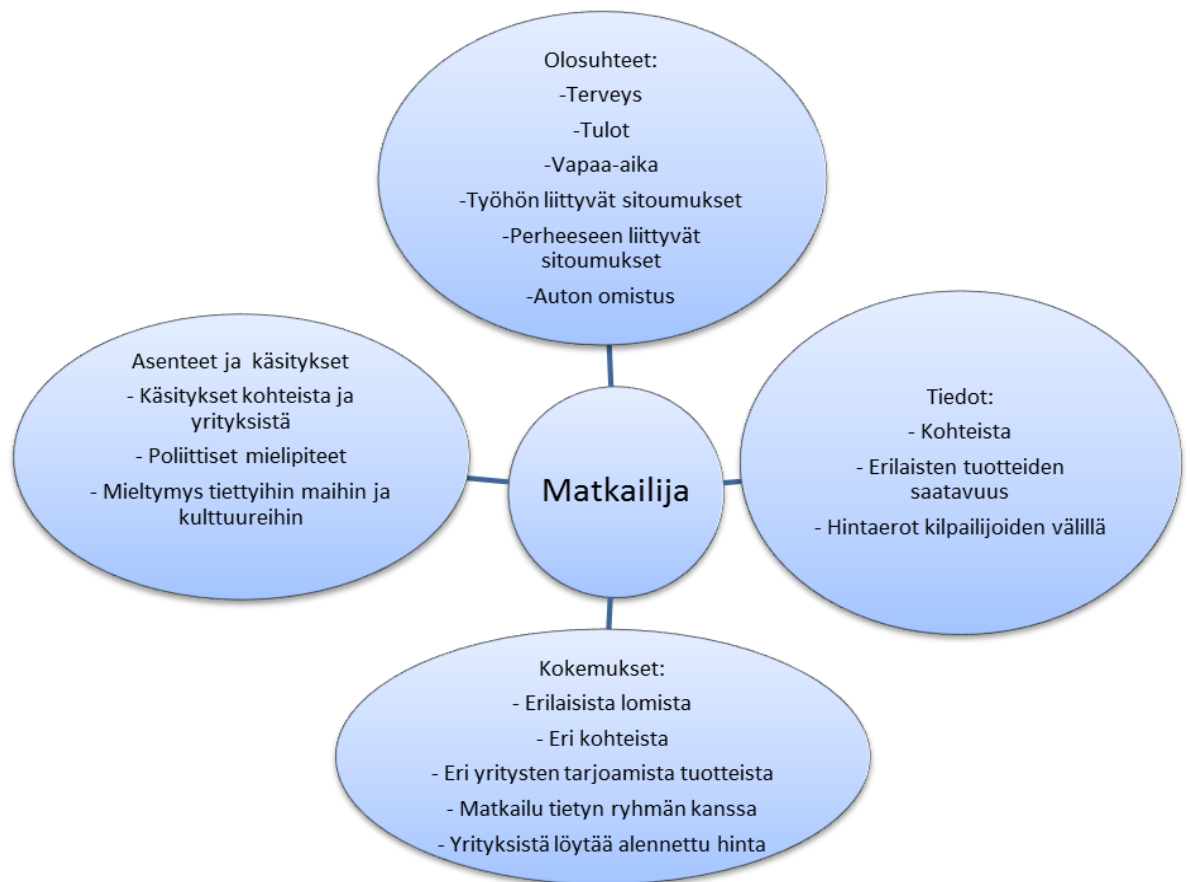 Olosuhteet:
-Terveys
-Tulot
-Vapaa-aika
-Työhön liittyvät sitoumukset
-Perheeseen liittyvät
sitoumukset
-Auton omistus
Asenteet ja käsitykset
- Käsitykset kohteista ja
yrityksistä
- Poliittiset mielipiteet
- Mieltymys tiettyihin maihin ja
kulttuureihin
Matkailija
Tiedot:
- Kohteista
- Erilaisten tuotteiden
saatavuus
- Hintaerot kilpailijoiden välillä
Kokemukset:
- Erilaisista lomista
- Eri kohteista
- Eri yritysten tarjoamista tuotteista
- Matkailu tietyn ryhmän kanssa
- Yrityksistä löytää alennettu hinta